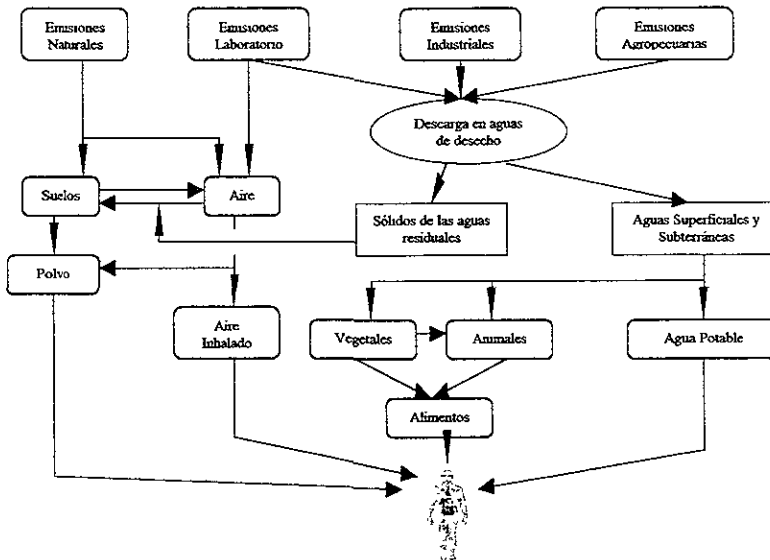 Emisiones
Naturales
Emisiones
Laboratorio
Emisiones
Industriales
Emisiones
Agropecuarias
Descarga en aguas
de desecho
Suelos
Aire
Sólidos de las aguas
residuales
Aguas Superficiales y
Subterráneas
Polvo
Aire
Inhalado
Vegetales
Animales
Agua Potable
Alimentos